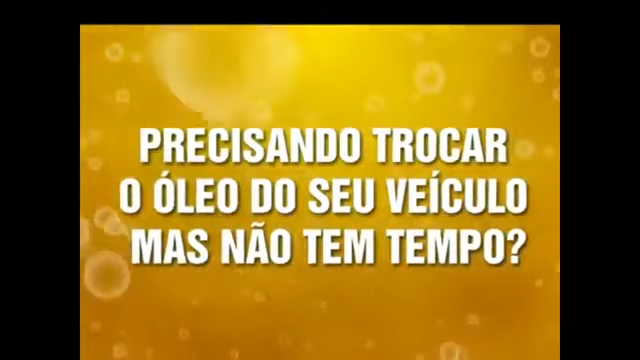 PRECISANDO TROCAR
O ÓLEO DO SEU VEÍCULO
MAS NÃO TEM TEMPO?